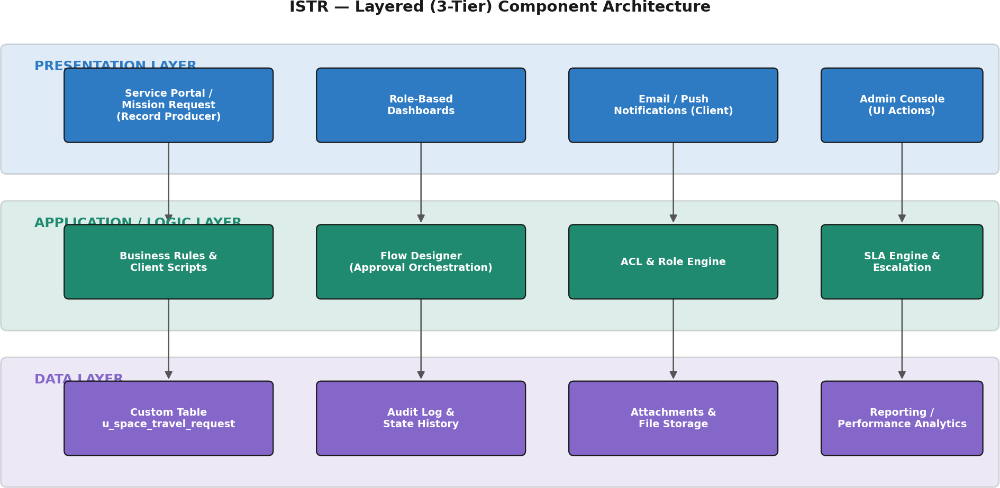 ISTR — Layered (3-Tier) Component Architecture
PRESENTATION LAYER
Service Portal /
Mission Request
(Record Producer)
Role-Based
Dashboards
Email / Push
Notifications (Client)
Admin Console
(UI Actions)
APPLICATION / LOGIC LAYER
Business Rules &
Client Scripts
Flow Designer
(Approval Orchestration)
ACL & Role Engine
SLA Engine &
Escalation
DATA LAYER
Custom Table
u_space_travel_request
Audit Log &
State History
Attachments &
File Storage
Reporting /
Performance Analytics